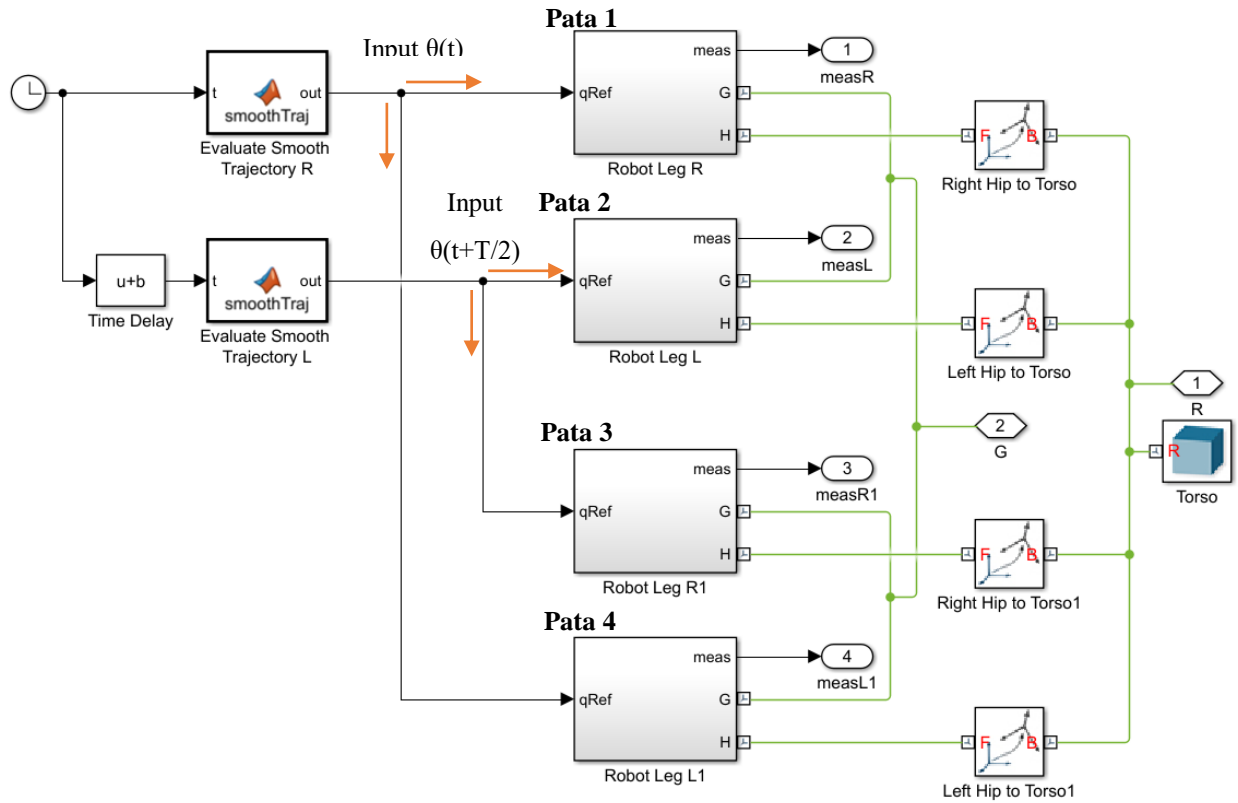 Pata 1
Input θ(t)
t
smoothTraj
out
Evaluate Smooth
Trajectory R
qRef
meas
G
H
Robot Leg R
1
measR
F
B
Right Hip to Torso
Input
θ(t+T/2)
Pata 2
u+b
Time Delay
t
smoothTraj
out
Evaluate Smooth
Trajectory L
qRef
meas
G
H
Robot Leg L
2
measL
F
B
Left Hip to Torso
1
R
2
G
R
Torso
Pata 3
qRef
meas
G
H
Robot Leg R1
3
measR1
F
B
Right Hip to Torso1
Pata 4
qRef
meas
G
H
Robot Leg L1
4
measL1
F
B
Left Hip to Torso1